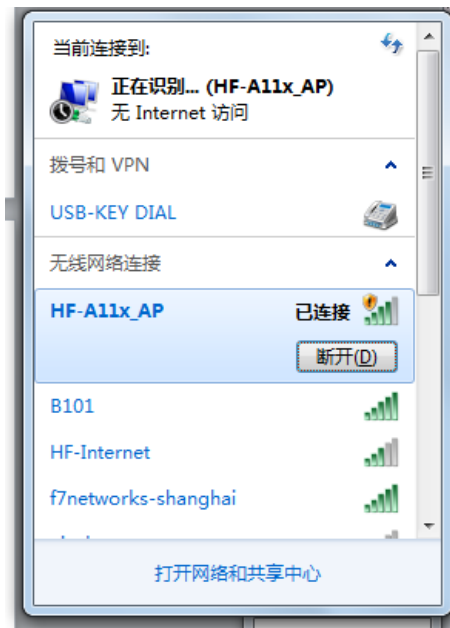 当前连接到:
正在识别... (HF-A11x_AP)
无 Internet 访问
拨号和 VPN
USB-KEY DIAL
无线网络连接
HF-A11x_AP 已连接
断开(D)
B101
HF-Internet
f7networks-shanghai
打开网络和共享中心